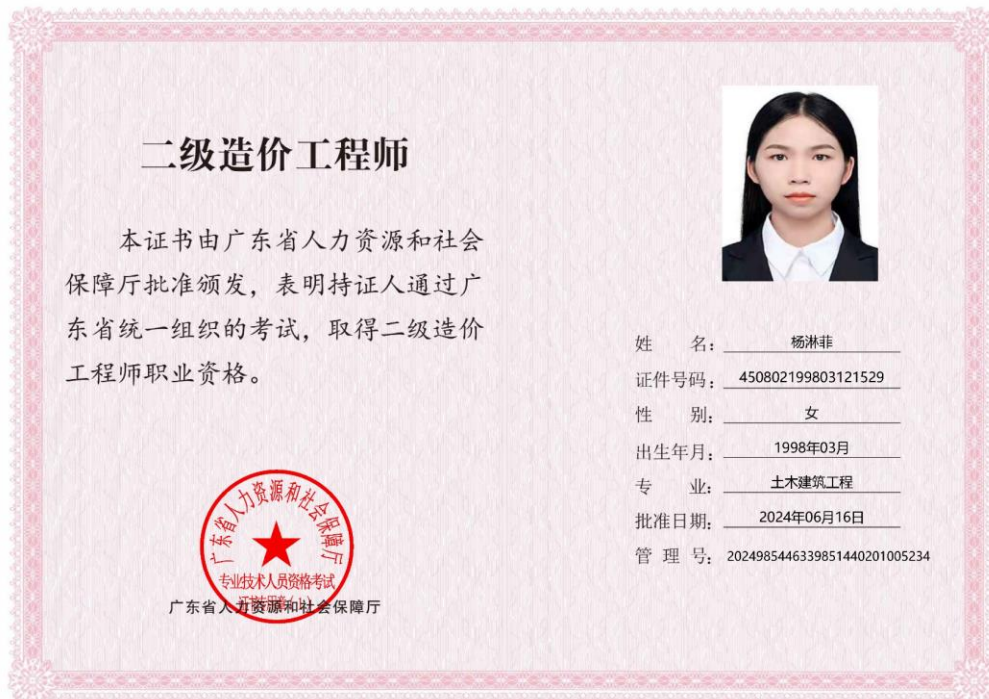 二级造价工程师
本证书由广东省人力资源和社会
保障厅批准颁发，表明持证人通过广
东省统一组织的考试，取得二级造价
工程师职业资格。
广东省人力资源和社会保障厅
专业技术人员资格考试
证书专用章(1)
广东省人力资源和社会保障厅
姓 名： 杨淋菲
证件号码： 450802199803121529
性 别： 女
出生年月： 1998年03月
专 业： 土木建筑工程
批准日期： 2024年06月16日
管 理 号： 2024985446339851440201005234